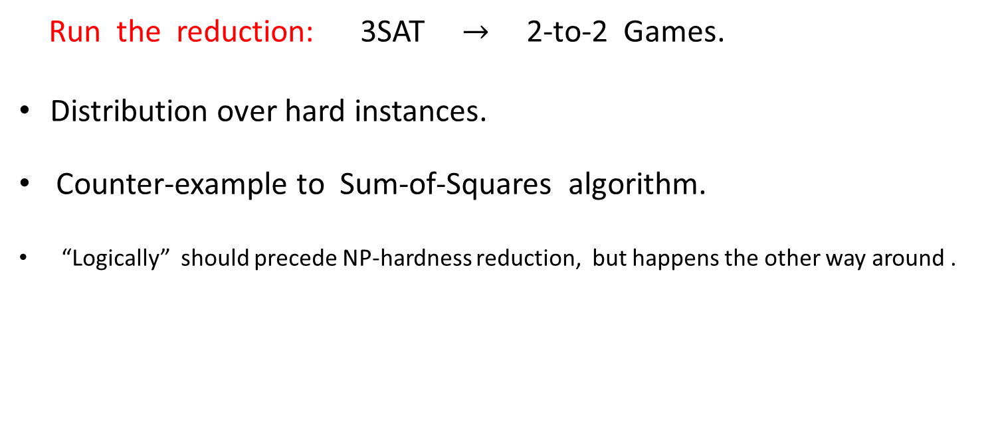 Run the reduction: 3SAT → 2-to-2 Games.
• Distribution over hard instances.
• Counter-example to Sum-of-Squares algorithm.
• “Logically” should precede NP-hardness reduction, but happens the other way around .